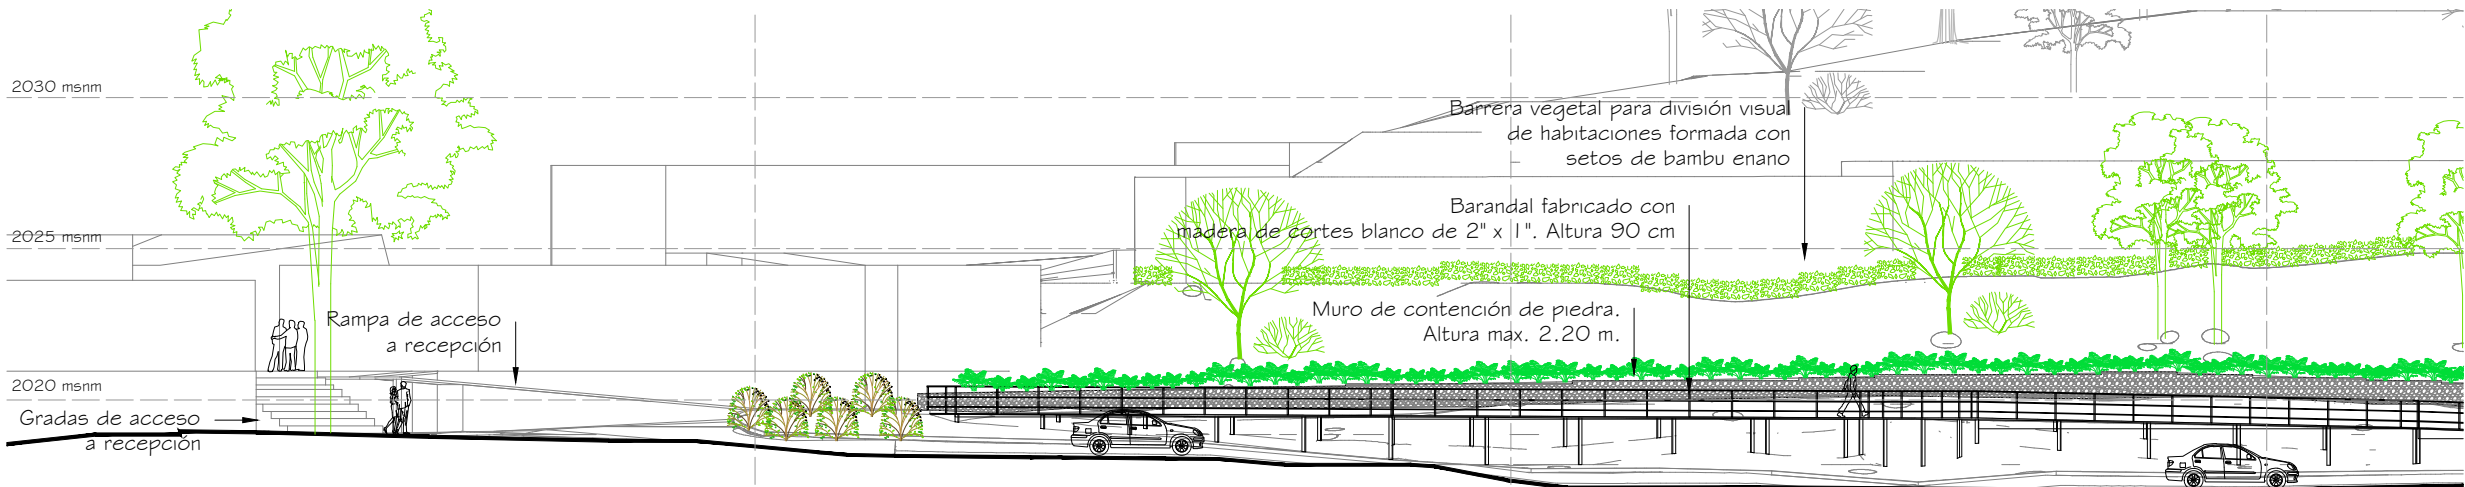 2030 msnm
Barrera vegetal para división visual
de habitaciones formada con
setos de bambu enano
2025 msnm
Barandal fabricado con
madera de cortes blanco de 2" x 1". Altura 90 cm
Rampa de acceso
a recepción
Muro de contención de piedra.
Altura max. 2.20 m.
2020 msnm
Gradas de acceso
a recepción